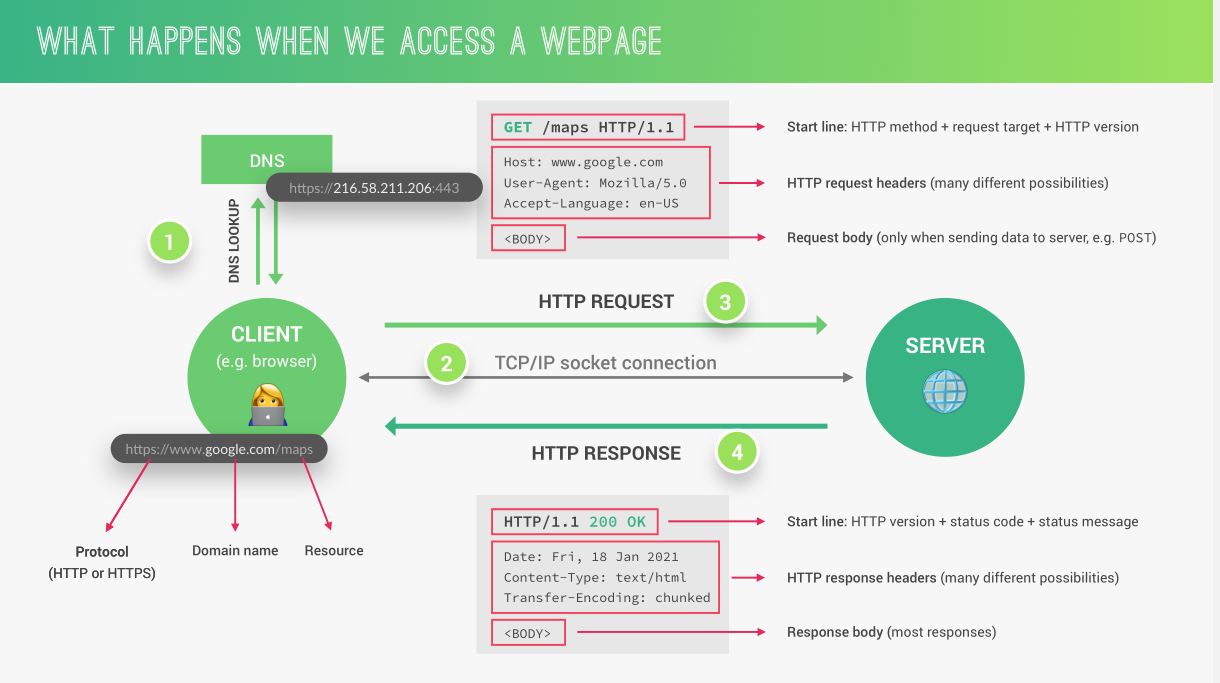 WHAT HAPPENS WHEN WE ACCESS A WEBPAGE
DNS
https://216.58.211.206:443
1
DNS LOOKUP
GET /maps HTTP/1.1
Start line: HTTP method + request target + HTTP version
Host: www.google.com
User-Agent: Mozilla/5.0
Accept-Language: en-US
HTTP request headers (many different possibilities)
<BODY>
Request body (only when sending data to server, e.g. POST)
CLIENT
(e.g. browser)
https://www.google.com/maps
Protocol
(HTTP or HTTPS)
Domain name
Resource
HTTP REQUEST
3
2
TCP/IP socket connection
HTTP RESPONSE
4
SERVER
HTTP/1.1 200 OK
Start line: HTTP version + status code + status message
Date: Fri, 18 Jan 2021
Content-Type: text/html
Transfer-Encoding: chunked
HTTP response headers (many different possibilities)
<BODY>
Response body (most responses)